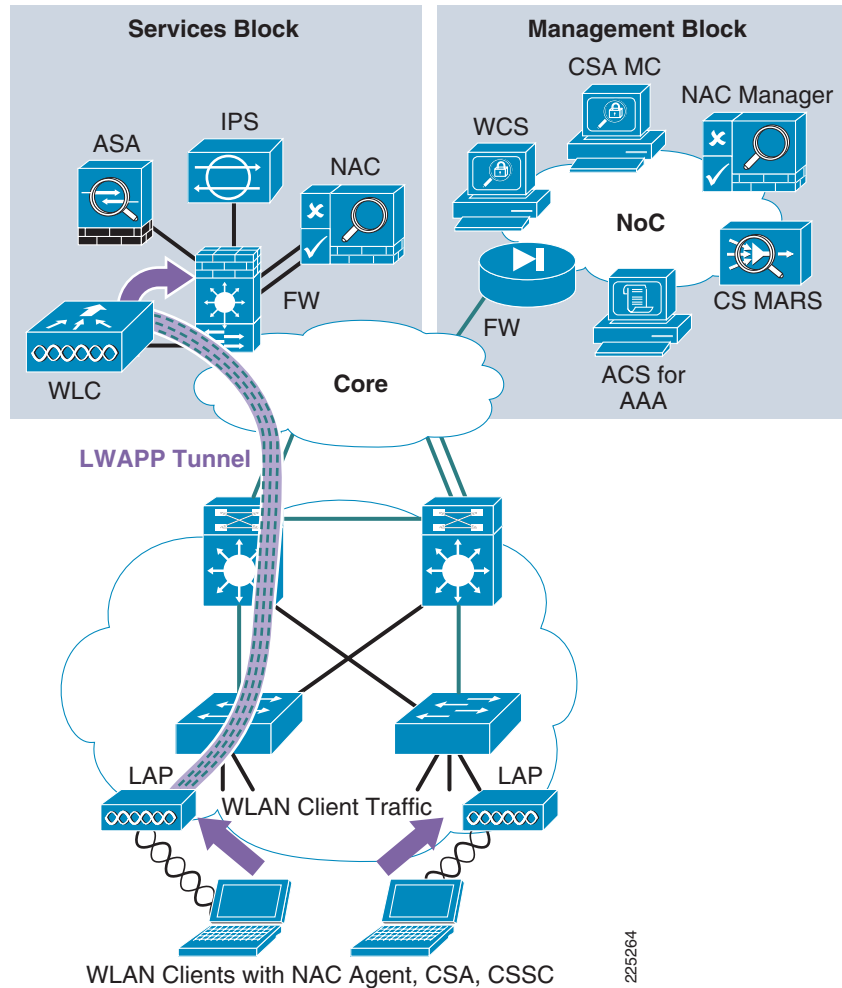 Services Block
Management Block
CSA MC
IPS
NAC Manager
WCS
ASA
NAC
NoC
FW
CS MARS
FW
WLC
Core
ACS for
AAA
LWAPP Tunnel
LAP
LAP
WLAN Client Traffic
225264
WLAN Clients with NAC Agent, CSA, CSSC